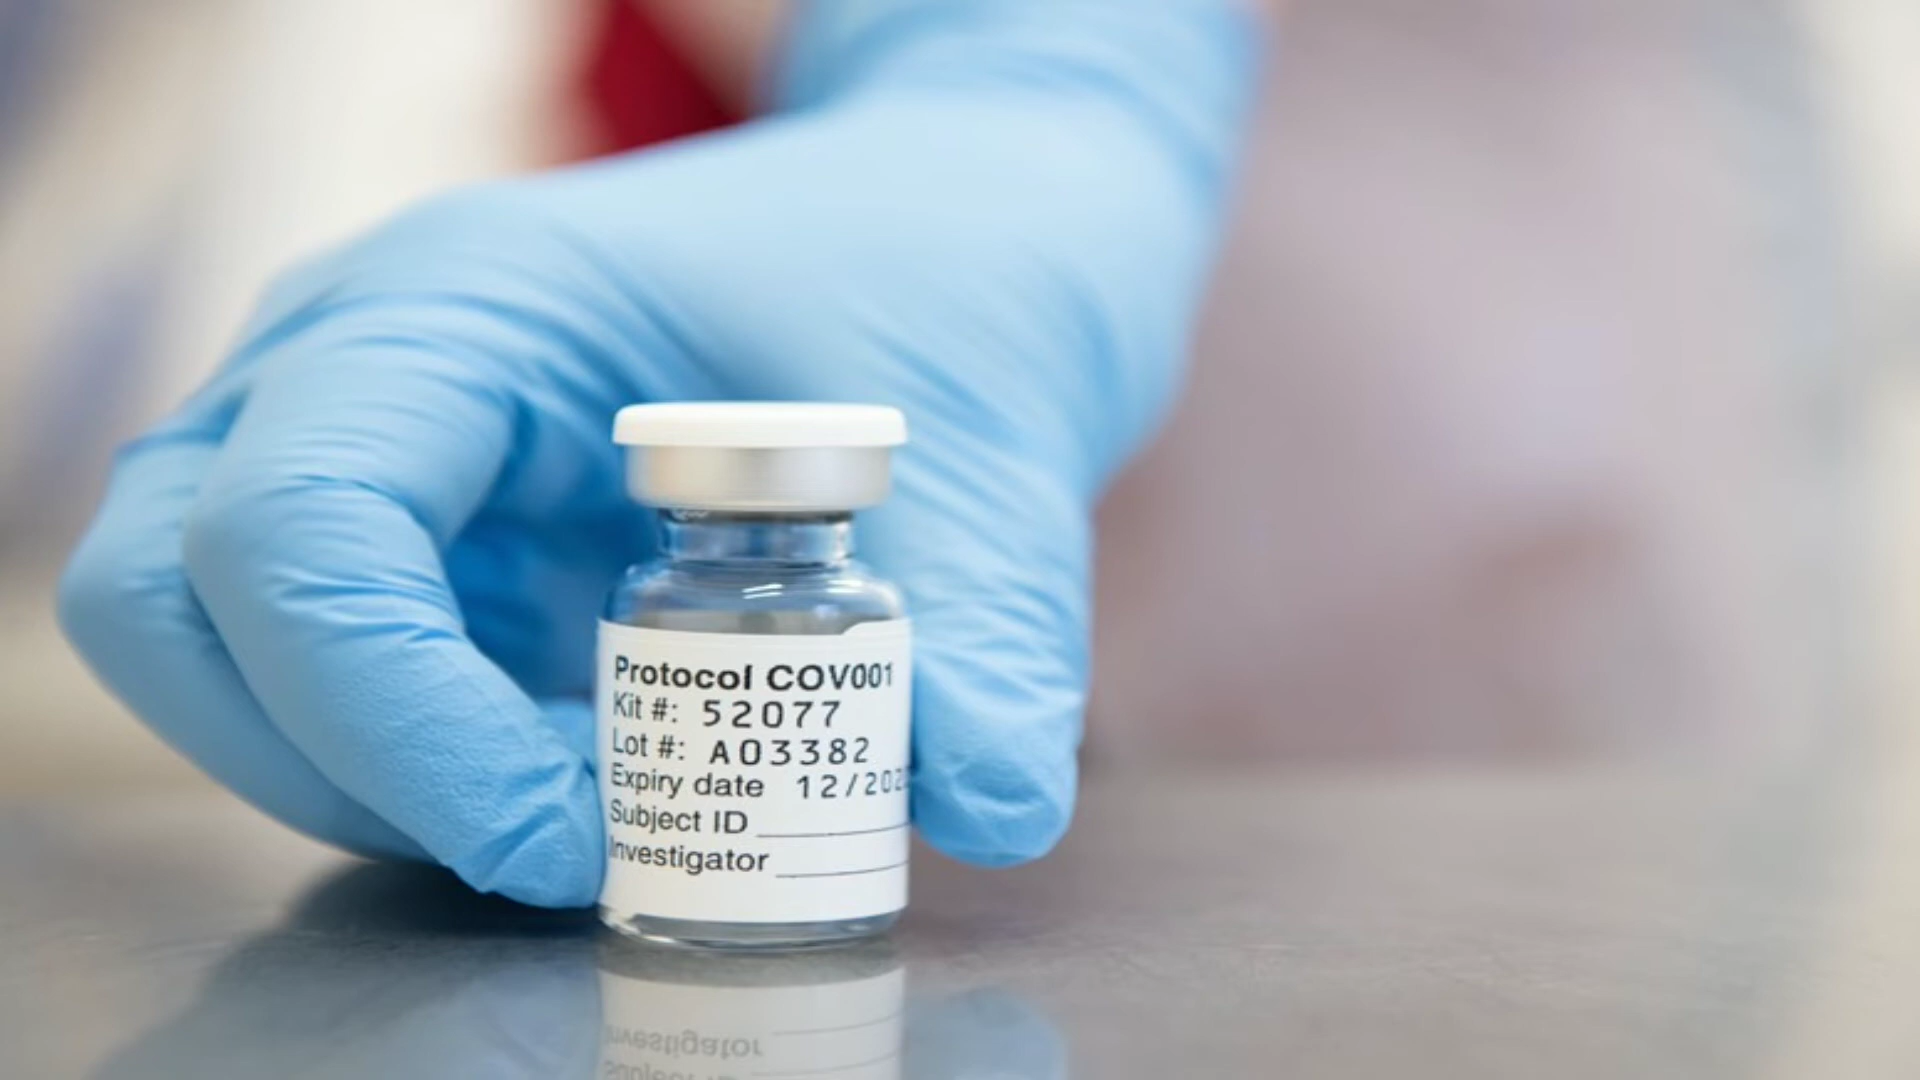 Protocol COV001
Kit #: 52077
Lot #: A03382
Expiry date 12/202
Subject ID
Investigator